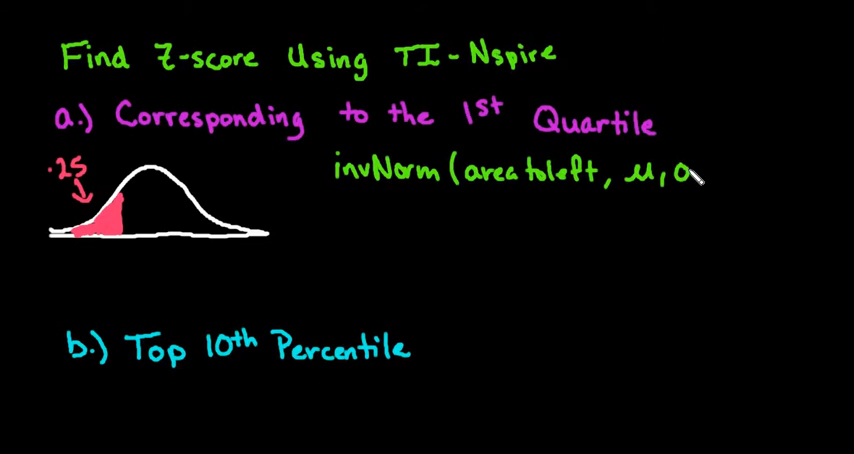 Find Z-score Using TI-Nspire
a.) Corresponding to the 1st Quartile
.25
invNorm (area to left, μ, σ
b.) Top 10th Percentile